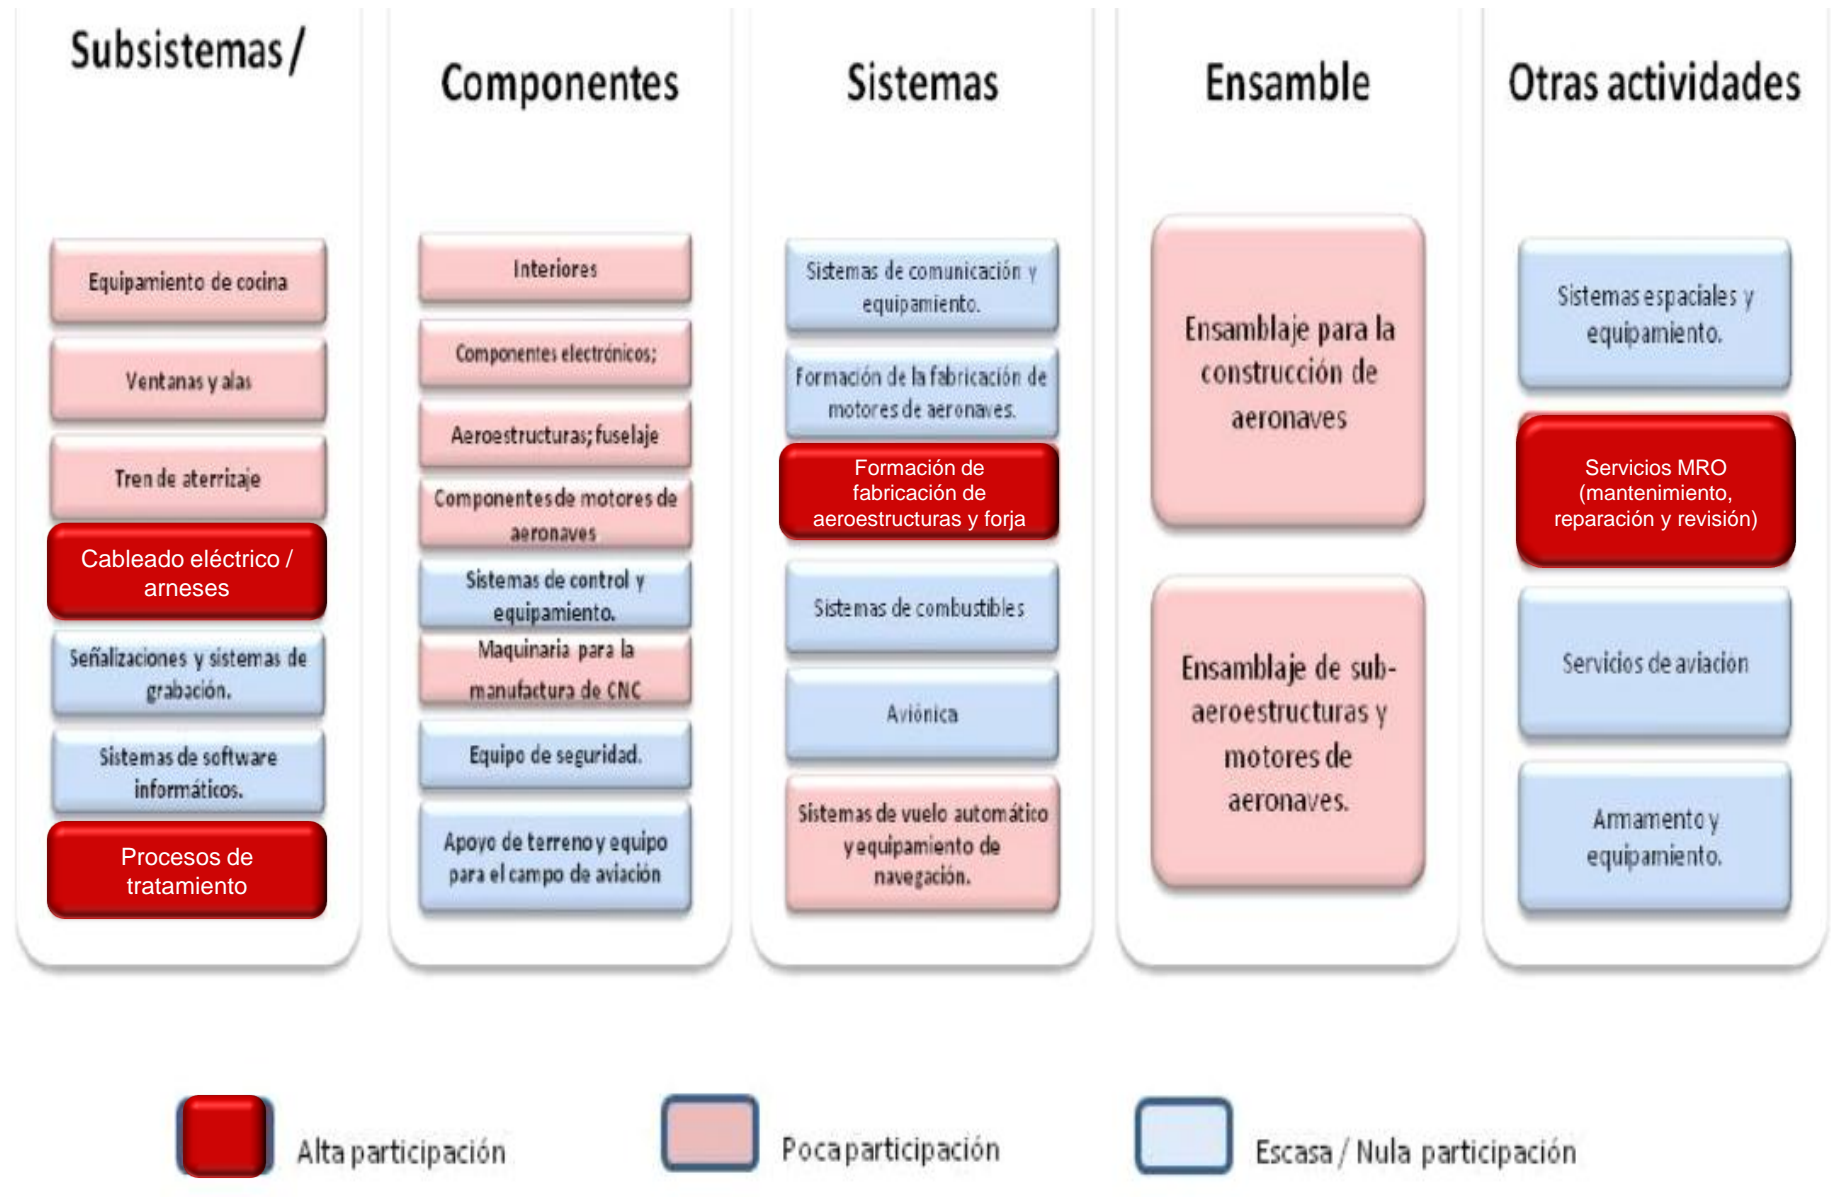 Subsistemas /
Equipamiento de cocina
Ventanas y alas
Tren de aterrizaje
Cableado eléctrico /
arneses
Señalizaciones y sistemas de
grabación.
Sistemas de software
informáticos.
Procesos de
tratamiento
Componentes
Interiores
Componentes electrónicos;
Aeroestructuras; fuselaje
Componentes de motores de
aeronaves
Sistemas de control y
equipamiento.
Maquinaria para la
manufactura de CNC
Equipo de seguridad.
Apoyo de terreno y equipo
para el campo de aviación
Sistemas
Sistemas de comunicación y
equipamiento.
Formación de la fabricación de
motores de aeronaves.
Formación de
fabricación de
aeroestructuras y forja
Sistemas de combustibles
Aviónica
Sistemas de vuelo automático
y equipamiento de
navegación.
Ensamble
Ensamblaje para la
construcción de
aeronaves
Ensamblaje de sub-
aeroestructuras y
motores de
aeronaves.
Otras actividades
Sistemas espaciales y
equipamiento.
Servicios MRO
(mantenimiento,
reparación y revisión)
Servicios de aviación
Armamento y
equipamiento.
Alta participación
Poca participación
Escasa / Nula participación